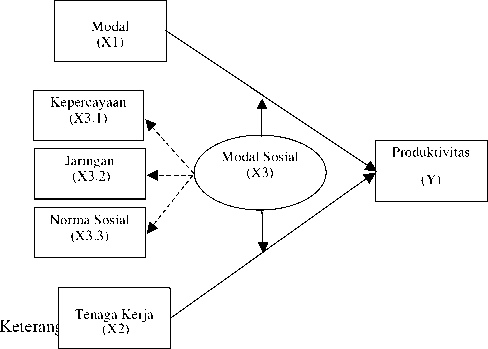 Modal
(X1)
Kepercayaan
(X3.1)
Jaringan
(X3.2)
Norma Sosial
(X3.3)
Modal Sosial
(X3)
Produktivitas
(Y)
Tenaga Kerja
(X2)
Keterang